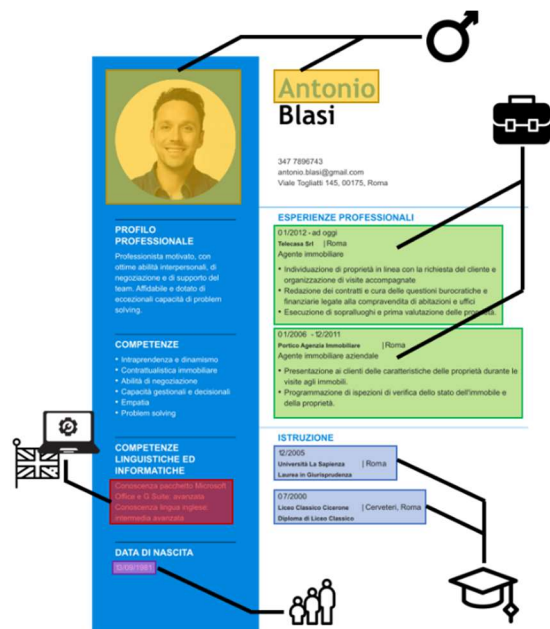 Antonio
Blasi
347 7896743
antonio.blasi@gmail.com
Viale Togliatti 145, 00175, Roma
PROFILO
PROFESSIONALE
Professionista motivato, con
ottime abilità interpersonali, di
negoziazione e di supporto del
team. Affidabile e dotato di
eccezionali capacità di problem
solving.
COMPETENZE
• Intraprendenza e dinamismo
• Contrattualistica immobiliare
• Abilità di negoziazione
• Capacità gestionali e decisionali
• Empatia
• Problem solving
COMPETENZE
LINGUISTICHE ED
INFORMATICHE
Conoscenza pacchetto Microsoft
Office e G.Suite: avanzata
Conoscenza lingua inglese:
intermedia avanzata
DATA DI NASCITA
ESPERIENZE PROFESSIONALI
01/2012 - ad oggi
Telecasa Srl | Roma
Agente immobiliare
• Individuazione di proprietà in linea con la richiesta del cliente e
organizzazione di visite accompagnate
• Redazione dei contratti e cura delle questioni burocratiche e
finanziarie legate alla compravendita di abitazioni e uffici
• Esecuzione di sopralluoghi e prima valutazione delle proprietà.
01/2006 - 12/2011
Portico Agenzia Immobiliare | Roma
Agente immobiliare aziendale
• Presentazione ai clienti delle caratteristiche delle proprietà durante le
visite agli immobili.
• Programmazione di ispezioni di verifica dello stato dell'immobile e
della proprietà.
ISTRUZIONE
12/2005
Università La Sapienza | Roma
Laurea in Giurisprudenza
07/2000
Liceo Classico Cicerone | Cerveteri, Roma
Diploma di Liceo Classico